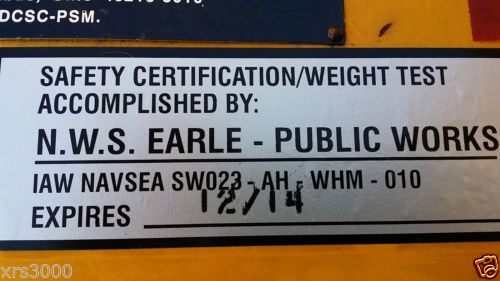 DCSC-PSM.
SAFETY CERTIFICATION/WEIGHT TEST
ACCOMPLISHED BY:
N.W.S. EARLE - PUBLIC WORKS
IAW NAVSEA SW023 - AH - WHM - 010
EXPIRES 12/14
xrs3000